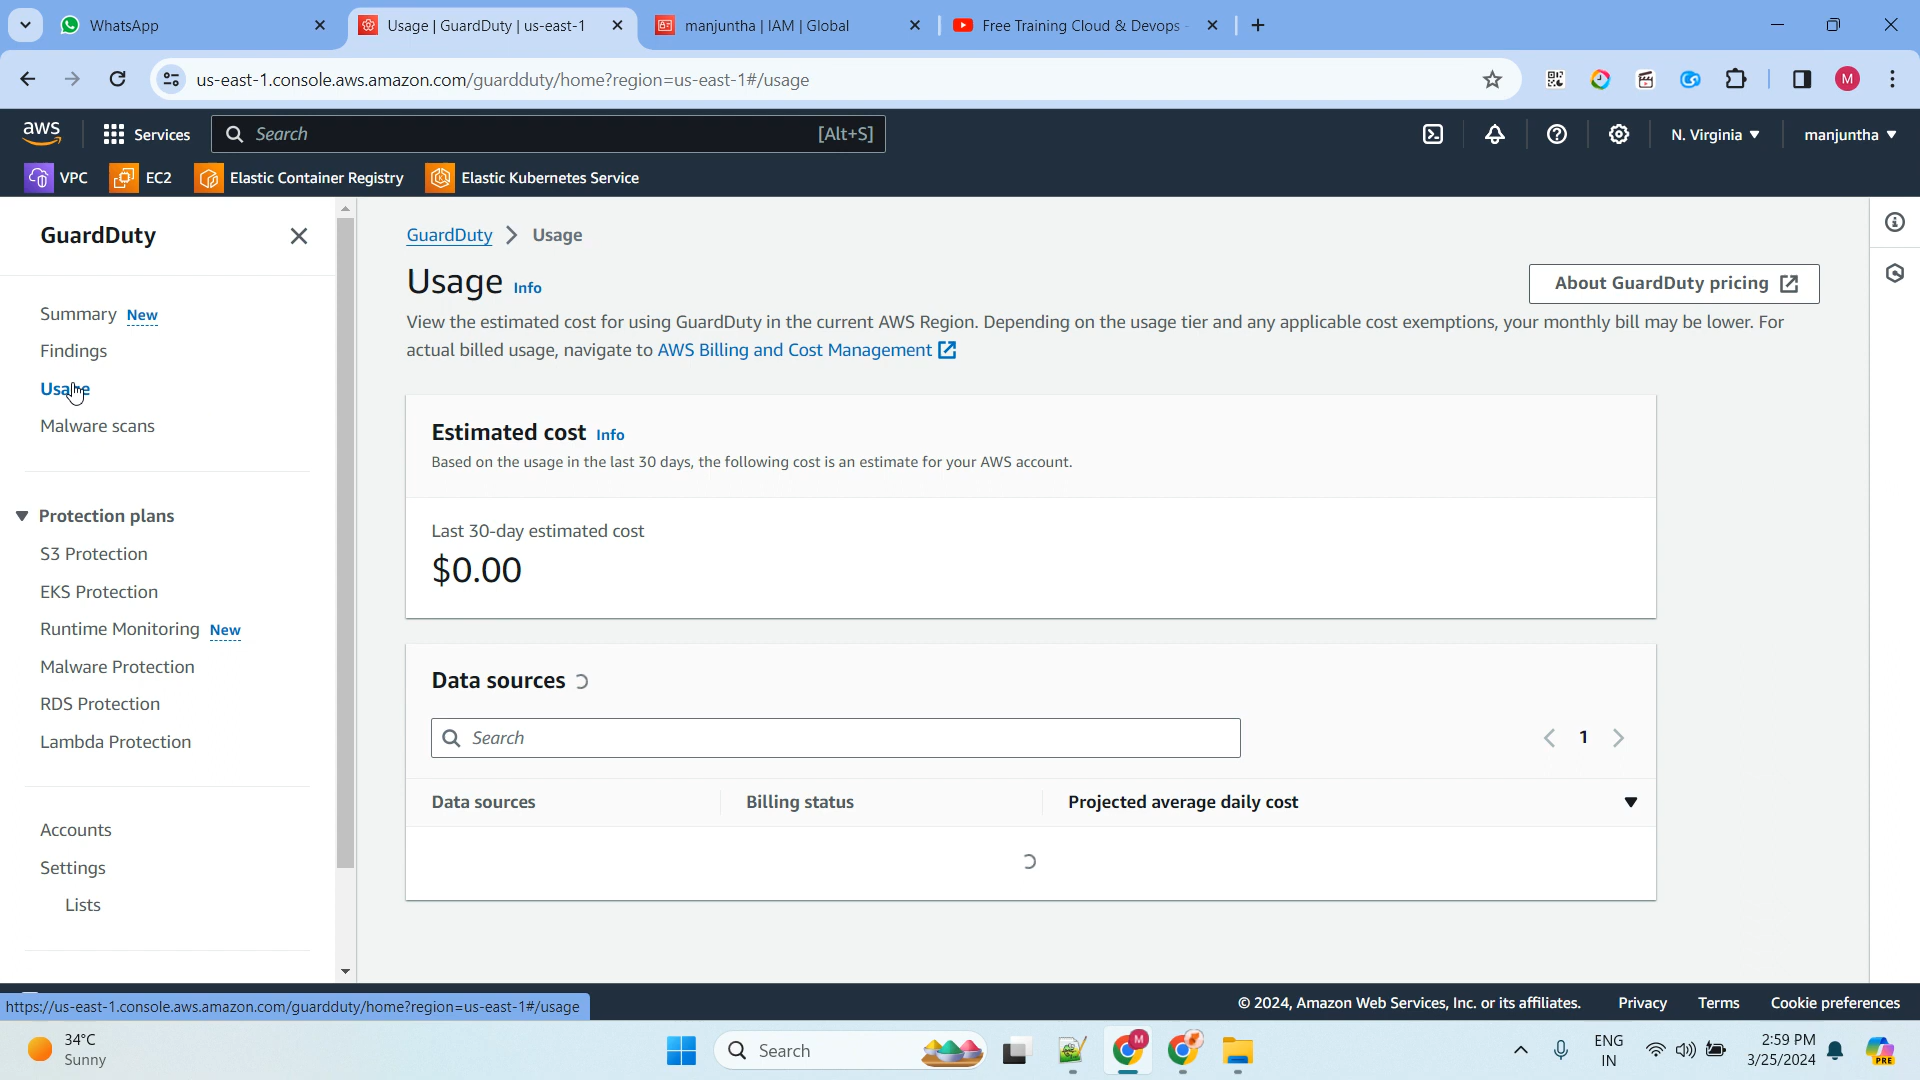 WhatsApp
Usage | GuardDuty | us-east-1
manjuntha | IAM | Global
Free Training Cloud & Devops -
us-east-1.console.aws.amazon.com/guardduty/home?region=us-east-1#/usage
M
aws
Services
Search
[Alt+S]
N. Virginia
manjuntha
VPC
EC2
Elastic Container Registry
Elastic Kubernetes Service
GuardDuty
Summary New
Findings
Usage
Malware scans
Protection plans
S3 Protection
EKS Protection
Runtime Monitoring New
Malware Protection
RDS Protection
Lambda Protection
Accounts
Settings
Lists
GuardDuty > Usage
Usage Info
About GuardDuty pricing
View the estimated cost for using GuardDuty in the current AWS Region. Depending on the usage tier and any applicable cost exemptions, your monthly bill may be lower. For
actual billed usage, navigate to AWS Billing and Cost Management
Estimated cost Info
Based on the usage in the last 30 days, the following cost is an estimate for your AWS account.
Last 30-day estimated cost
$0.00
Data sources
Search
1
Data sources
Billing status
Projected average daily cost
https://us-east-1.console.aws.amazon.com/guardduty/home?region=us-east-1#/usage
© 2024, Amazon Web Services, Inc. or its affiliates.
Privacy
Terms
Cookie preferences
34°C
Sunny
Search
M
ENG
IN
2:59 PM
3/25/2024
PRE